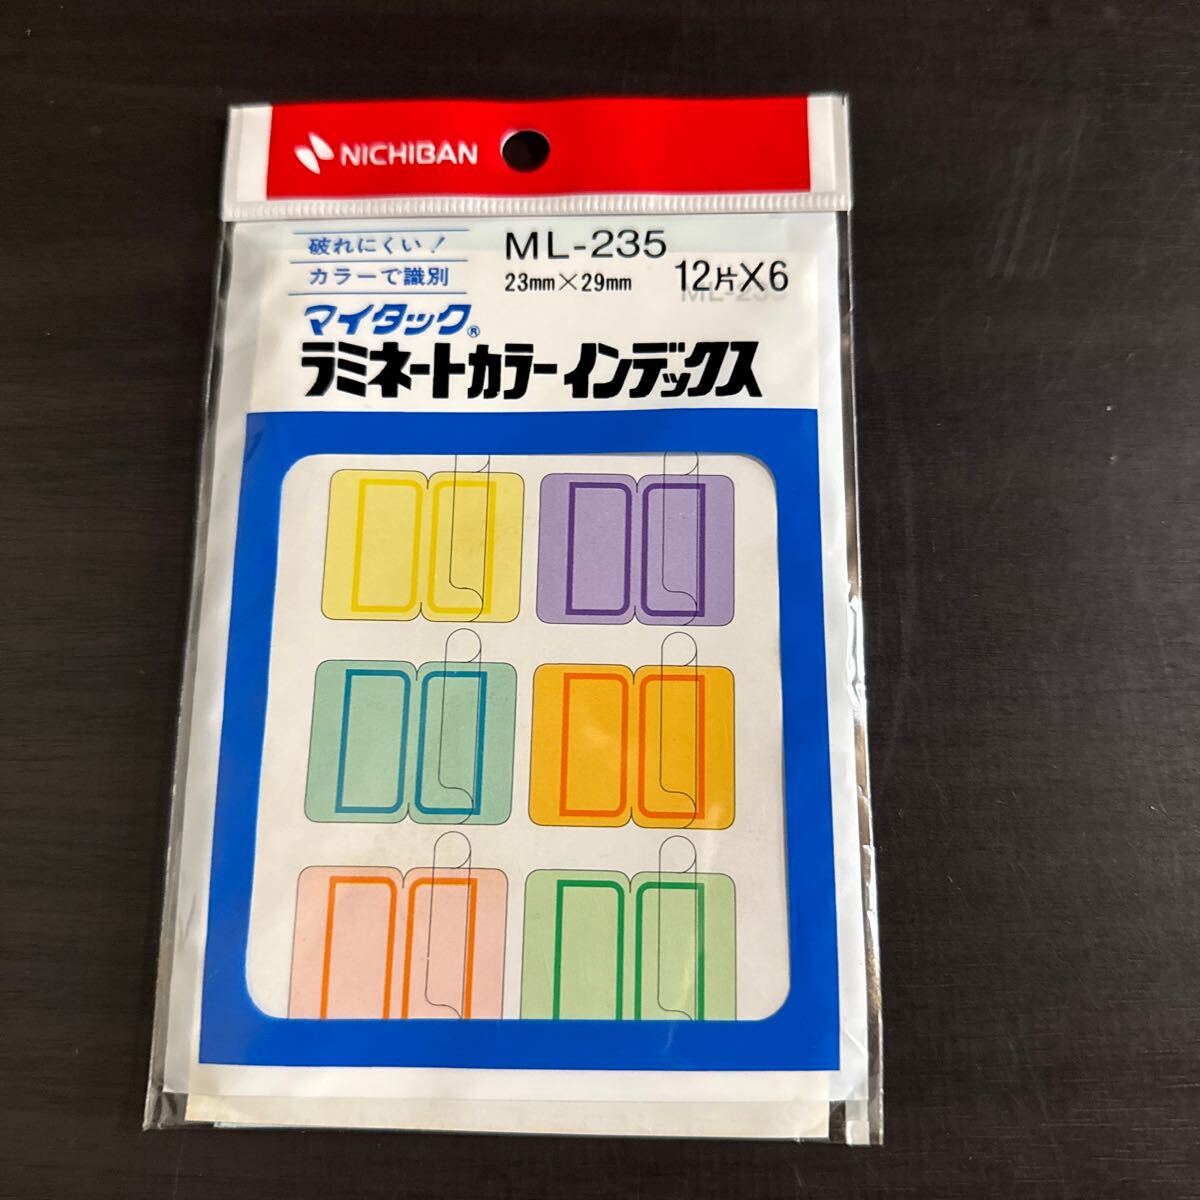 NICHIBAN
破れにくい！
カラーで識別
ML-235
23mm×29mm
12片×6
マイタック®
ラミネートカラーインデックス
ML-235